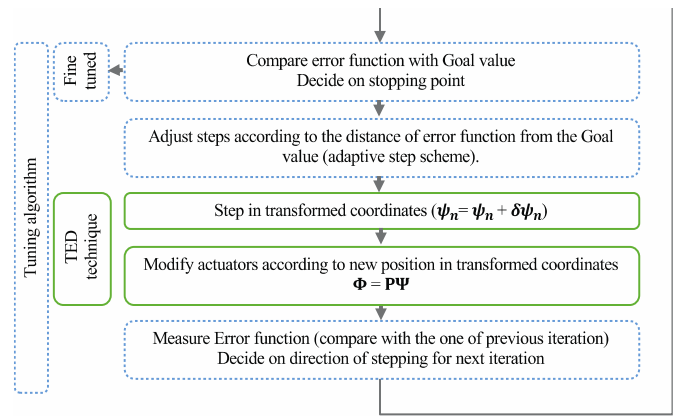 Tuning algorithm
Fine
tuned
Compare error function with Goal value
Decide on stopping point
Adjust steps according to the distance of error function from the Goal
value (adaptive step scheme).
TED
technique
Step in transformed coordinates (ψₙ= ψₙ + δψₙ)
Modify actuators according to new position in transformed coordinates
Φ = PΨ
Measure Error function (compare with the one of previous iteration)
Decide on direction of stepping for next iteration